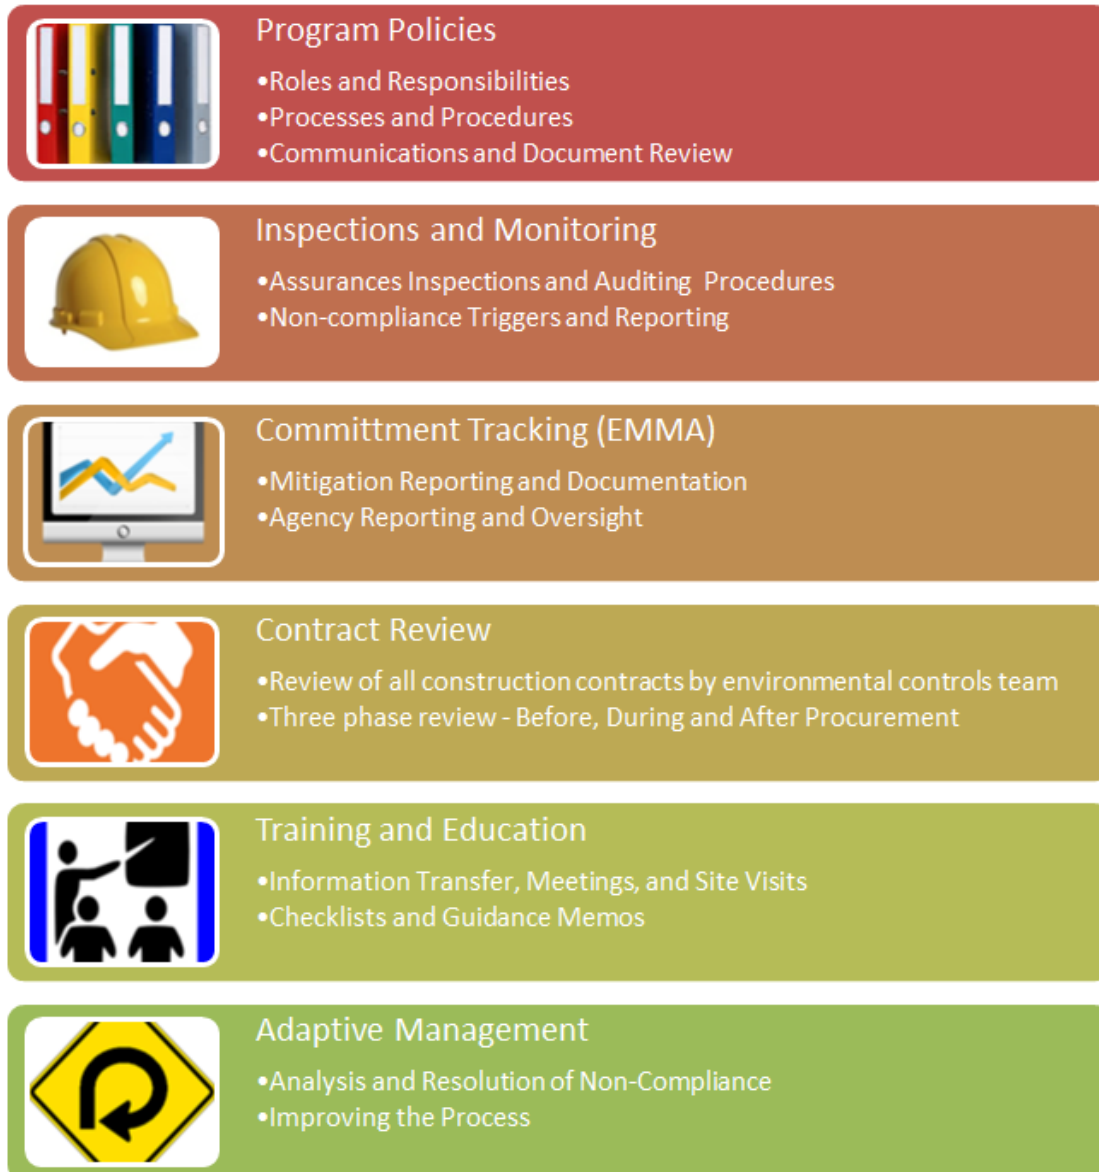 Program Policies
•Roles and Responsibilities
•Processes and Procedures
•Communications and Document Review
Inspections and Monitoring
•Assurances Inspections and Auditing Procedures
•Non-compliance Triggers and Reporting
Committment Tracking (EMMA)
•Mitigation Reporting and Documentation
•Agency Reporting and Oversight
Contract Review
•Review of all construction contracts by environmental controls team
•Three phase review - Before, During and After Procurement
Training and Education
•Information Transfer, Meetings, and Site Visits
•Checklists and Guidance Memos
Adaptive Management
•Analysis and Resolution of Non-Compliance
•Improving the Process